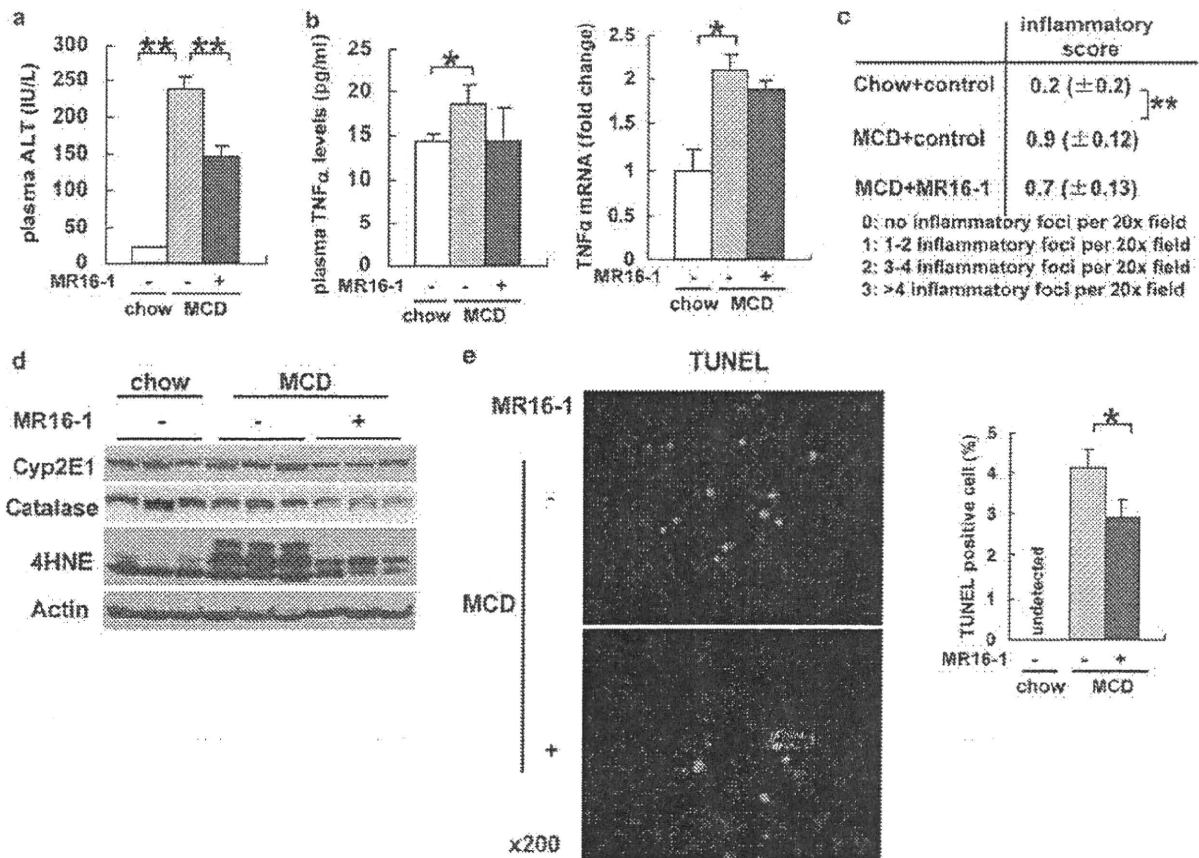 a
**
**
plasma ALT (IU/L)
300
250
200
150
100
50
0
MR16-1 - - +
chow MCD
b
*
plasma TNFα levels (pg/ml)
25
20
15
10
5
0
MR16-1 - - +
chow MCD
*
TNFα mRNA (fold change)
2.5
2
1.5
1
0.5
0
MR16-1 - - +
chow MCD
c
inflammatory
score
Chow+control 0.2 (±0.2)
**
MCD+control 0.9 (±0.12)
MCD+MR16-1 0.7 (±0.13)
0: no inflammatory foci per 20x field
1: 1-2 inflammatory foci per 20x field
2: 3-4 inflammatory foci per 20x field
3: >4 inflammatory foci per 20x field
d
chow MCD
MR16-1 - - +
Cyp2E1
Catalase
4HNE
Actin
e
TUNEL
MR16-1
-
MCD
+
x200
*
TUNEL positive cell (%)
5
4
3
2
1
0
undetected
MR16-1 - - +
chow MCD